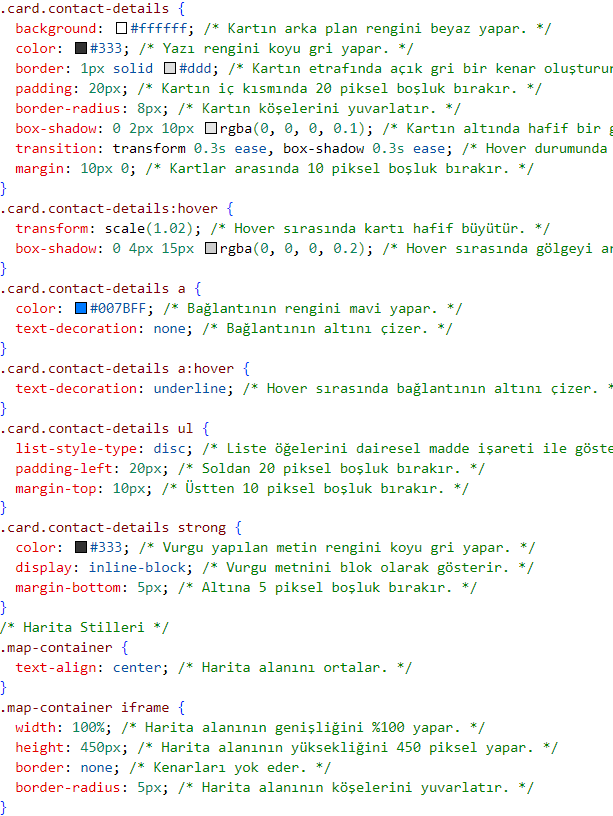 .card.contact-details {
  background: #ffffff; /* Kartın arka plan rengini beyaz yapar. */
  color: #333; /* Yazı rengini koyu gri yapar. */
  border: 1px solid #ddd; /* Kartın etrafında açık gri bir kenar oluşturur
  padding: 20px; /* Kartın iç kısmında 20 piksel boşluk bırakır. */
  border-radius: 8px; /* Kartın köşelerini yuvarlatır. */
  box-shadow: 0 2px 10px rgba(0, 0, 0, 0.1); /* Kartın altında hafif bir
  transition: transform 0.3s ease, box-shadow 0.3s ease; /* Hover durumunda
  margin: 10px 0; /* Kartlar arasında 10 piksel boşluk bırakır. */
}
.card.contact-details:hover {
  transform: scale(1.02); /* Hover sırasında kartı hafif büyütür. */
  box-shadow: 0 4px 15px rgba(0, 0, 0, 0.2); /* Hover sırasında gölgeyi
}
.card.contact-details a {
  color: #007BFF; /* Bağlantının rengini mavi yapar. */
  text-decoration: none; /* Bağlantının altını çizer. */
}
.card.contact-details a:hover {
  text-decoration: underline; /* Hover sırasında bağlantının altını çizer. *
}
.card.contact-details ul {
  list-style-type: disc; /* Liste öğelerini dairesel madde işareti ile göste
  padding-left: 20px; /* Soldan 20 piksel boşluk bırakır. */
  margin-top: 10px; /* Üstten 10 piksel boşluk bırakır. */
}
.card.contact-details strong {
  color: #333; /* Vurgu yapılan metin rengini koyu gri yapar. */
  display: inline-block; /* Vurgu metnini blok olarak gösterir. */
  margin-bottom: 5px; /* Altına 5 piksel boşluk bırakır. */
}
/* Harita Stilleri */
.map-container {
  text-align: center; /* Harita alanını ortalar. */
}
.map-container iframe {
  width: 100%; /* Harita alanının genişliğini %100 yapar. */
  height: 450px; /* Harita alanının yüksekliğini 450 piksel yapar. */
  border: none; /* Kenarları yok eder. */
  border-radius: 5px; /* Harita alanının köşelerini yuvarlatır. */
}